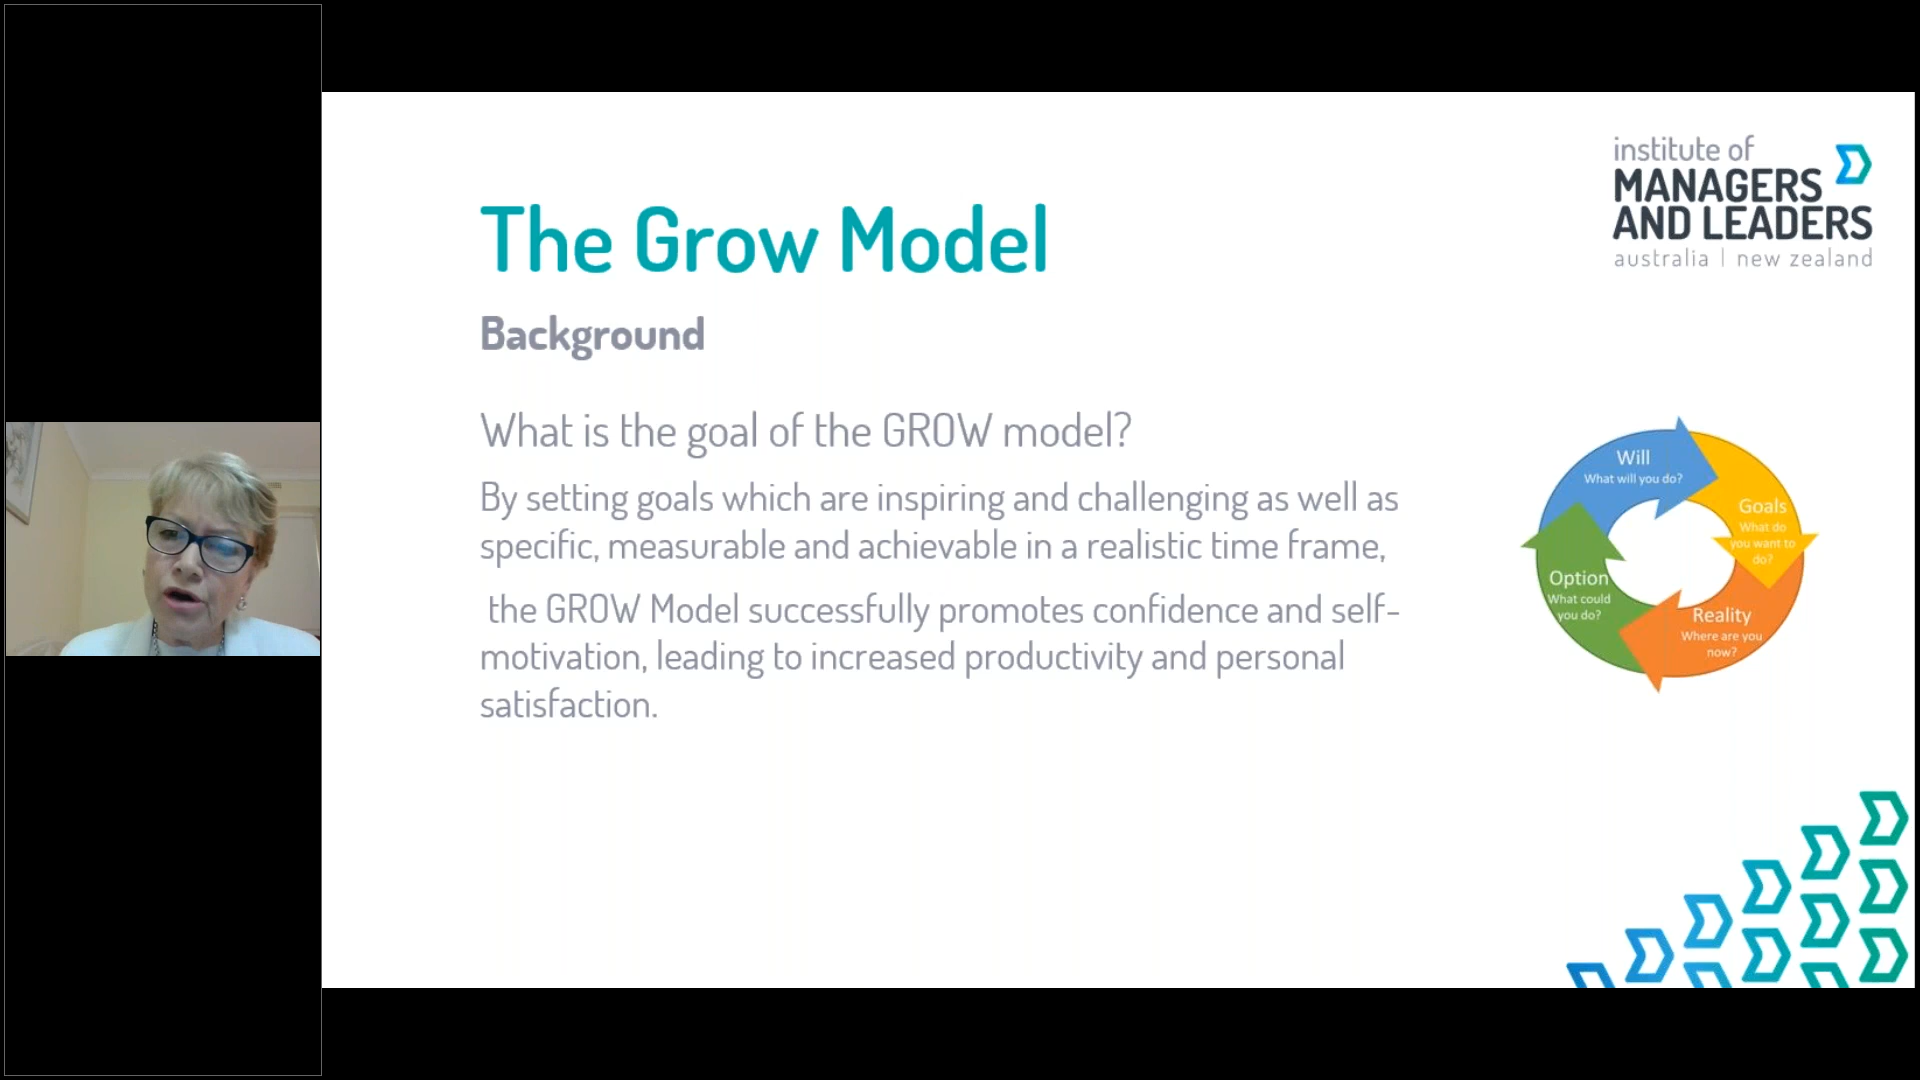 institute of
MANAGERS
AND LEADERS
australia | new zealand
The Grow Model
Background
What is the goal of the GROW model?
By setting goals which are inspiring and challenging as well as
specific, measurable and achievable in a realistic time frame,
the GROW Model successfully promotes confidence and self-
motivation, leading to increased productivity and personal
satisfaction.
Will
What will you do?
Goals
What do
you want to
do?
Reality
Where are you
now?
Option
What could
you do?